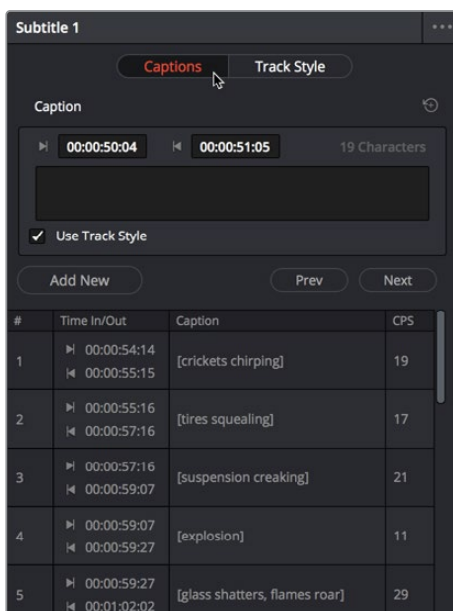 Subtitle 1
Captions Track Style
Caption
00:00:50:04 00:00:51:05 19 Characters
Use Track Style
Add New Prev Next
# Time In/Out Caption CPS
1 00:00:54:14 [crickets chirping] 19
00:00:55:15
2 00:00:55:16 [tires squealing] 17
00:00:57:16
3 00:00:57:16 [suspension creaking] 21
00:00:59:07
4 00:00:59:07 [explosion] 11
00:00:59:27
5 00:00:59:27 [glass shatters, flames roar] 29
00:01:02:02